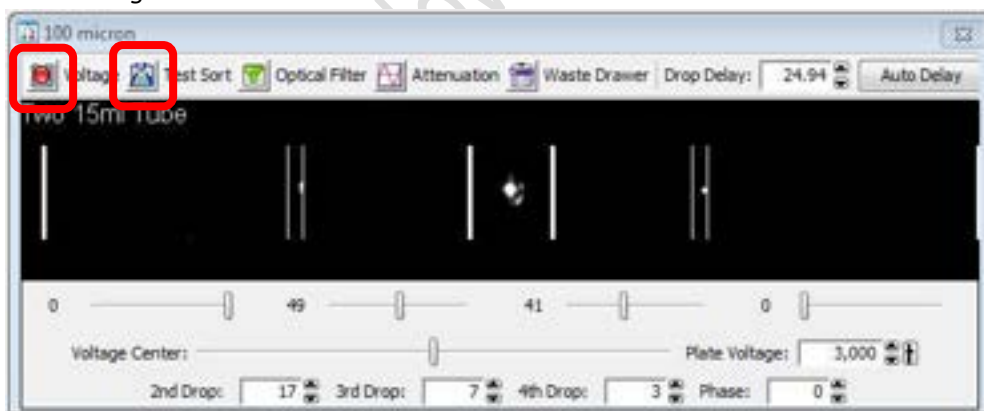 100 micron
Voltage Test Sort Optical Filter Attenuation Waste Drawer Drop Delay: 24.94 Auto Delay
Two 15ml Tube
0 49 41 0
Voltage Center: Plate Voltage: 3,000
2nd Drop: 17 3rd Drop: 7 4th Drop: 3 Phase: 0